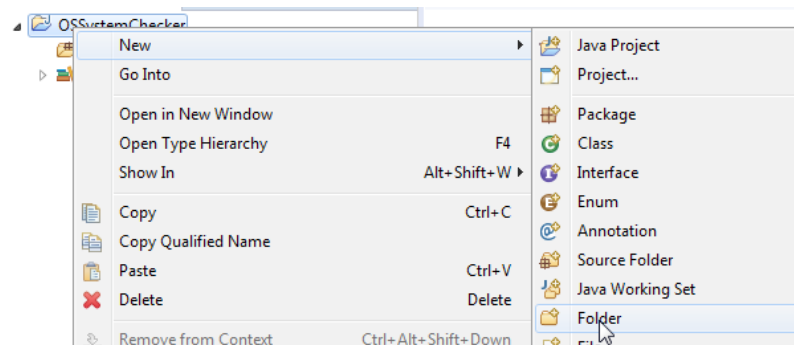 OSSystemChecker
New
Go Into
Open in New Window
Open Type Hierarchy F4
Show In Alt+Shift+W
Copy Ctrl+C
Copy Qualified Name
Paste Ctrl+V
Delete Delete
Remove from Context Ctrl+Alt+Shift+Down
Java Project
Project...
Package
Class
Interface
Enum
Annotation
Source Folder
Java Working Set
Folder